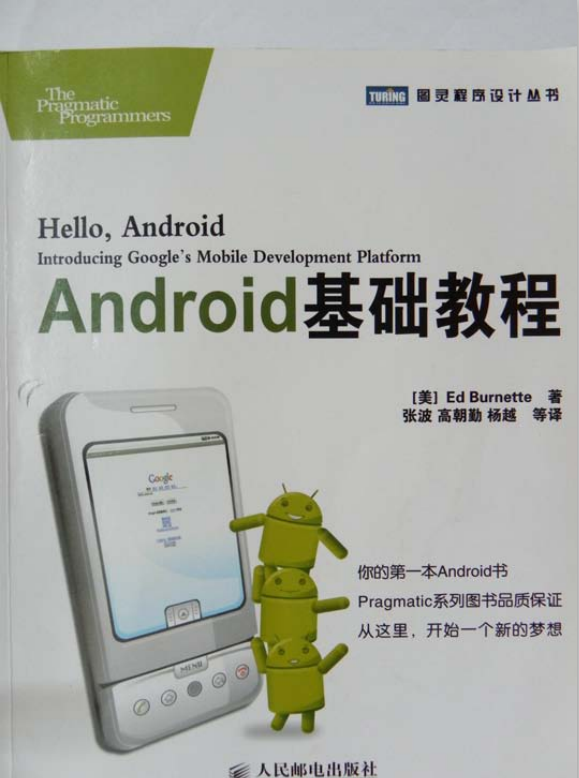 The
Pragmatic
Programmers
TURING 图灵程序设计丛书
Hello, Android
Introducing Google's Mobile Development Platform
Android基础教程
[美] Ed Burnette 著
张波 高朝勤 杨越 等译
Google
你的第一本Android书
Pragmatic系列图书品质保证
从这里，开始一个新的梦想
MENU
人民邮电出版社